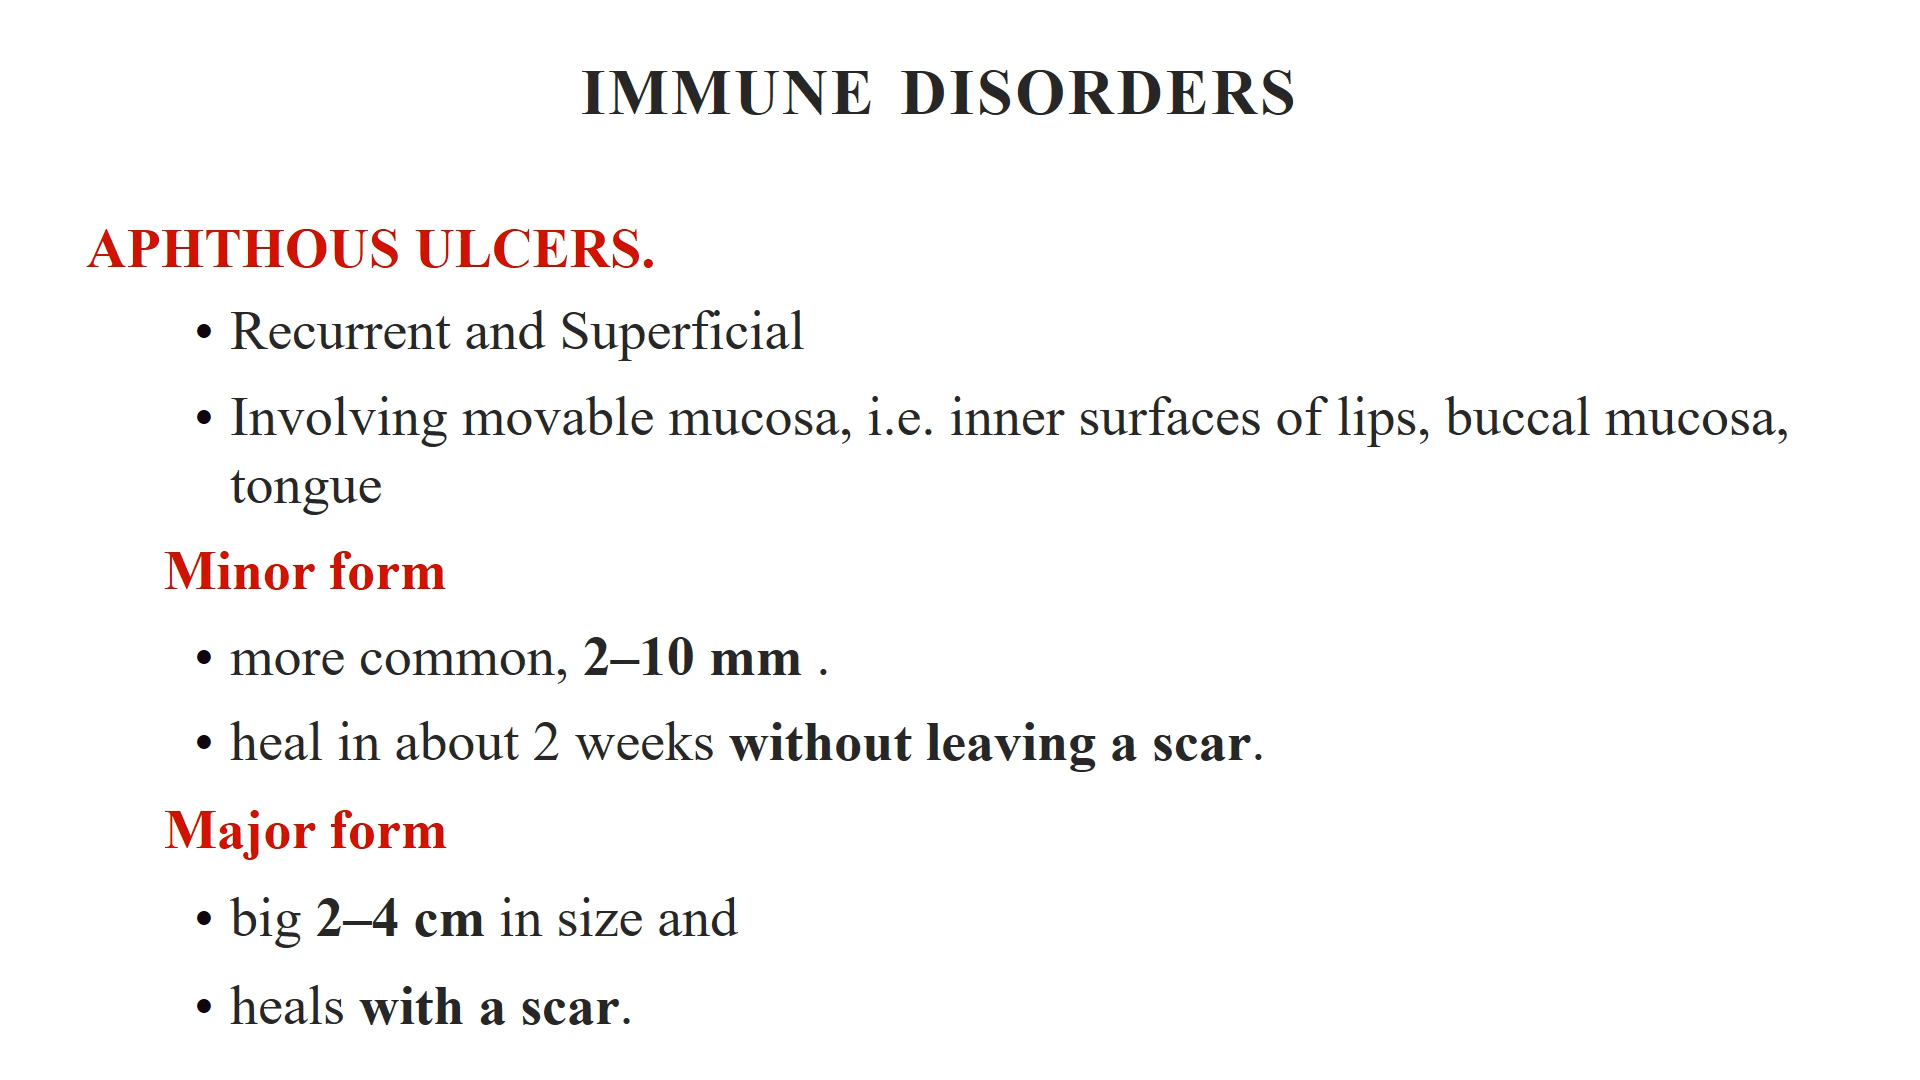 IMMUNE DISORDERS
APHTHOUS ULCERS.
• Recurrent and Superficial
• Involving movable mucosa, i.e. inner surfaces of lips, buccal mucosa,
tongue
Minor form
• more common, 2–10 mm .
• heal in about 2 weeks without leaving a scar.
Major form
• big 2–4 cm in size and
• heals with a scar.